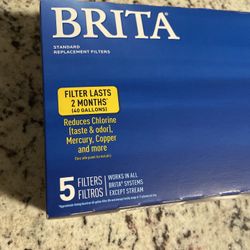 BRITA
STANDARD
REPLACEMENT FILTERS
FILTER LASTS
2 MONTHS*
(40 GALLONS)
Reduces Chlorine
(taste & odor),
Mercury, Copper
and more
5 FILTERS
FILTROS
WORKS IN ALL
BRITA® SYSTEMS
EXCEPT STREAM